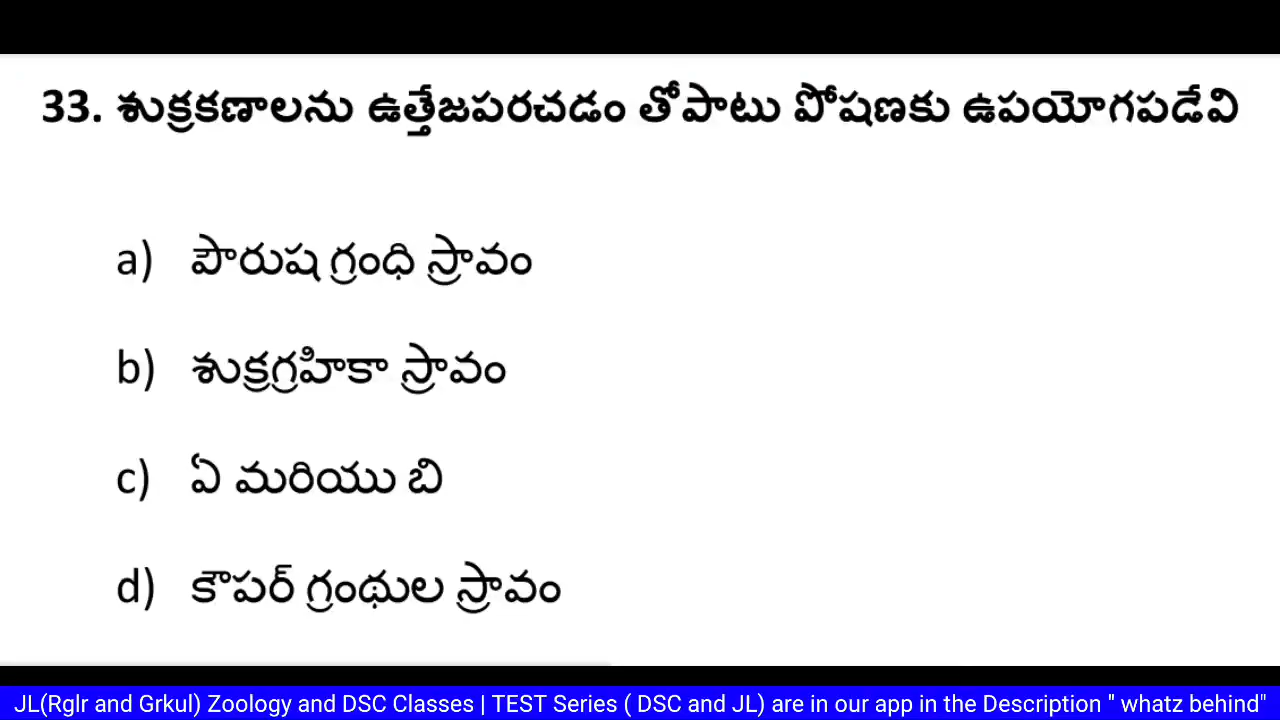 33. శుక్రకణాలను ఉత్తేజపరచడం తోపాటు పోషణకు ఉపయోగపడేవి
a) పౌరుష గ్రంధి స్రావం
b) శుక్రగ్రహికా స్రావం
c) ఏ మరియు బి
d) కౌపర్ గ్రంథుల స్రావం
JL(Rglr and Grkul) Zoology and DSC Classes | TEST Series ( DSC and JL) are in our app in the Description " whatz behind"